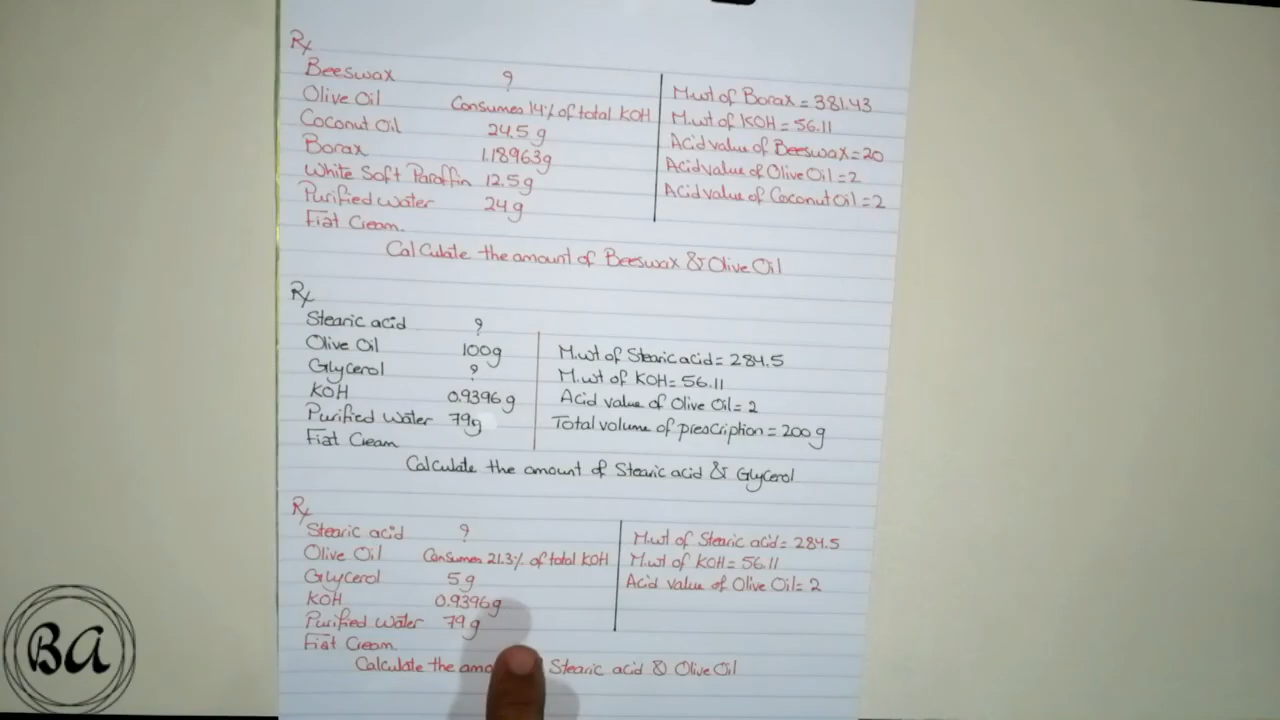 Rx
Beeswax ?
Olive Oil Consumes 14% of total KOH
Coconut Oil 24.5 g
Borax 1.18963g
White Soft Paraffin 12.5g
Purified Water 24 g
Fiat Cream.
M.wt of Borax = 381.43
M.wt of KOH = 56.11
Acid value of Beeswax = 20
Acid value of Olive Oil = 2
Acid value of Coconut Oil = 2
Calculate the amount of Beeswax & Olive Oil
Rx
Stearic acid ?
Olive Oil 100g
Glycerol ?
KOH 0.9396 g
Purified Water 79g
Fiat Cream
M.wt of Stearic acid = 284.5
M.wt of KOH = 56.11
Acid value of Olive Oil = 2
Total volume of prescription = 200 g
Calculate the amount of Stearic acid & Glycerol
Rx
Stearic acid ?
Olive Oil Consumes 21.3% of total KOH
Glycerol 5 g
KOH 0.9396g
Purified Water 79 g
Fiat Cream.
M.wt of Stearic acid = 284.5
M.wt of KOH = 56.11
Acid value of Olive Oil = 2
Calculate the amo Stearic acid & Olive Oil
BA